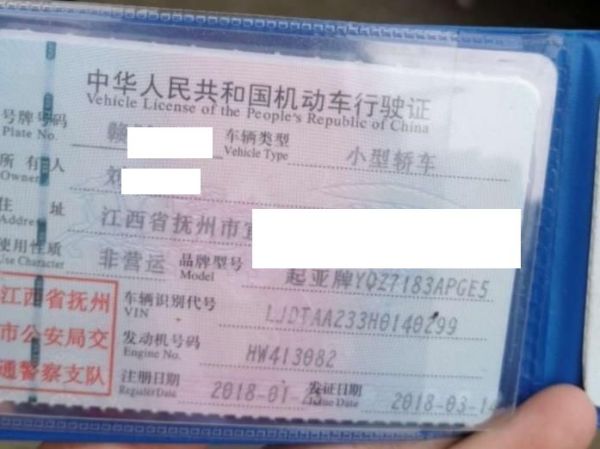 中华人民共和国机动车行驶证
Vehicle License of the People's Republic of China
号牌号码 赣 车辆类型 小型轿车
Plate No. Vehicle Type
所有人 刘
Owner
住址 江西省抚州市宜
Address
使用性质 非营运 品牌型号 起亚牌YQZ7183APGE5
Use Character Model
江西省抚州
市公安局交
通警察支队
车辆识别代号 LJDTAA233H0140299
VIN
发动机号码 HW413082
Engine No.
注册日期 2018-01-2 发证日期 2018-03-14
Register Date Issue Date